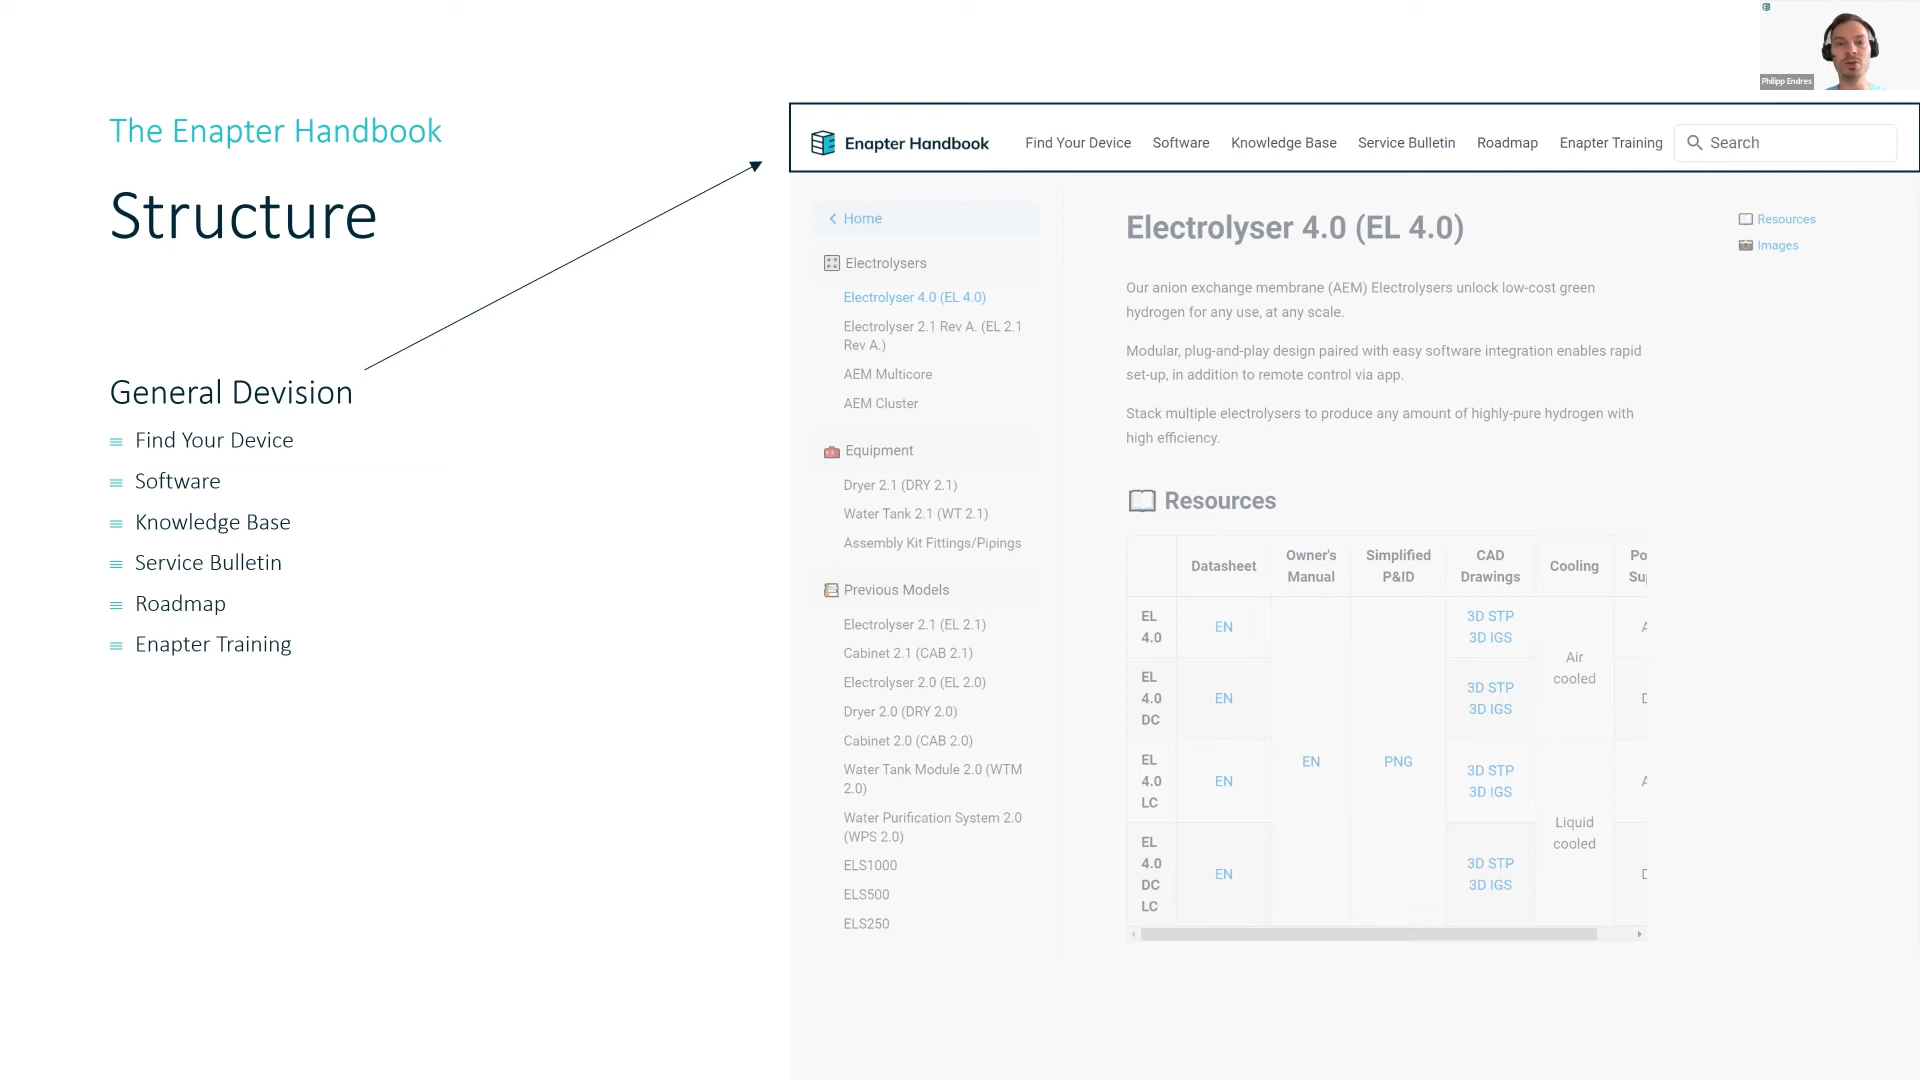 Philipp Endres
The Enapter Handbook
Structure
General Devision
Find Your Device
Software
Knowledge Base
Service Bulletin
Roadmap
Enapter Training
Enapter Handbook Find Your Device Software Knowledge Base Service Bulletin Roadmap Enapter Training Search
Home
Electrolysers
Electrolyser 4.0 (EL 4.0)
Electrolyser 2.1 Rev A. (EL 2.1
Rev A.)
AEM Multicore
AEM Cluster
Equipment
Dryer 2.1 (DRY 2.1)
Water Tank 2.1 (WT 2.1)
Assembly Kit Fittings/Pipings
Previous Models
Electrolyser 2.1 (EL 2.1)
Cabinet 2.1 (CAB 2.1)
Electrolyser 2.0 (EL 2.0)
Dryer 2.0 (DRY 2.0)
Cabinet 2.0 (CAB 2.0)
Water Tank Module 2.0 (WTM
2.0)
Water Purification System 2.0
(WPS 2.0)
ELS1000
ELS500
ELS250
Electrolyser 4.0 (EL 4.0)
Our anion exchange membrane (AEM) Electrolysers unlock low-cost green
hydrogen for any use, at any scale.
Modular, plug-and-play design paired with easy software integration enables rapid
set-up, in addition to remote control via app.
Stack multiple electrolysers to produce any amount of highly-pure hydrogen with
high efficiency.
Resources
Datasheet
Owner's
Manual
Simplified
P&ID
CAD
Drawings
Cooling
EL
4.0
EN
3D STP
3D IGS
Air
cooled
EL
4.0
DC
EN
3D STP
3D IGS
EN
PNG
EL
4.0
LC
EN
3D STP
3D IGS
Liquid
cooled
EL
4.0
DC
LC
EN
3D STP
3D IGS
Resources
Images